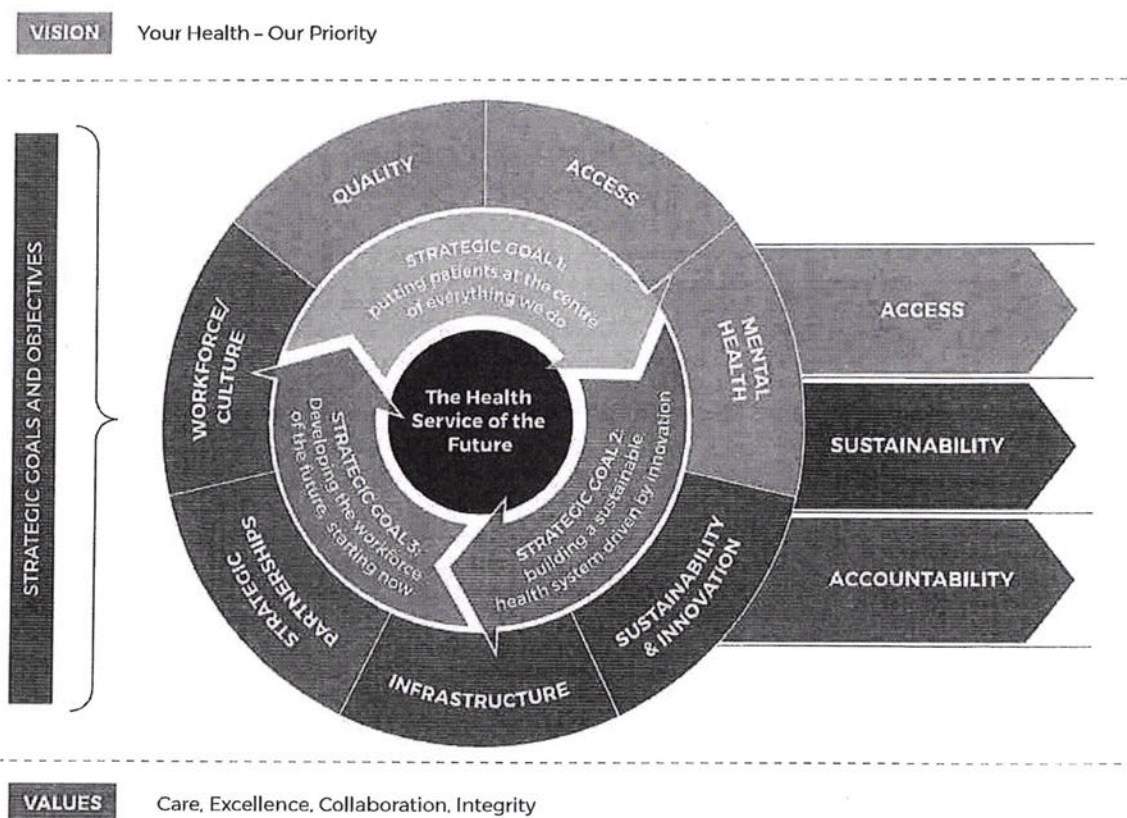 VISION Your Health – Our Priority
STRATEGIC GOALS AND OBJECTIVES
QUALITY
ACCESS
MENTAL
HEALTH
SUSTAINABILITY
& INNOVATION
INFRASTRUCTURE
STRATEGIC
PARTNERSHIPS
WORKFORCE/
CULTURE
STRATEGIC GOAL 1:
putting patients at the centre
of everything we do
STRATEGIC GOAL 2:
building a sustainable
health system driven by innovation
STRATEGIC GOAL 3:
Developing the workforce
of the future, starting now
The Health
Service of the
Future
ACCESS
SUSTAINABILITY
ACCOUNTABILITY
VALUES Care, Excellence, Collaboration, Integrity